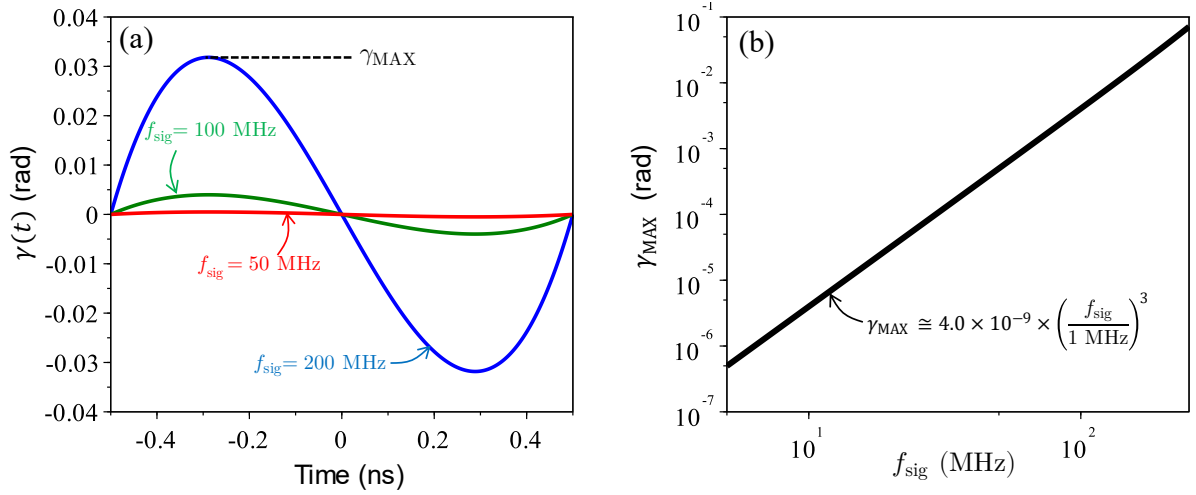 (a)
γ(t) (rad)
0.04
0.03
0.02
0.01
0
-0.01
-0.02
-0.03
-0.04
γMAX
fsig= 100 MHz
fsig= 50 MHz
fsig= 200 MHz
-0.4 -0.2 0 0.2 0.4
Time (ns)
(b)
γMAX (rad)
10⁻¹
10⁻²
10⁻³
10⁻⁴
10⁻⁵
10⁻⁶
10⁻⁷
γMAX ≅ 4.0 × 10⁻⁹ × (fsig/1 MHz)³
10¹ 10²
fsig (MHz)